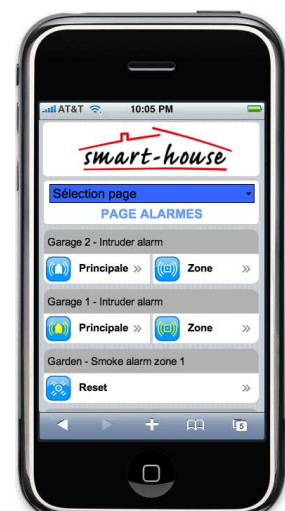 AT&T 10:05 PM
smart-house
Sélection page
PAGE ALARMES
Garage 2 - Intruder alarm
Principale » Zone »
Garage 1 - Intruder alarm
Principale » Zone »
Garden - Smoke alarm zone 1
Reset »
5